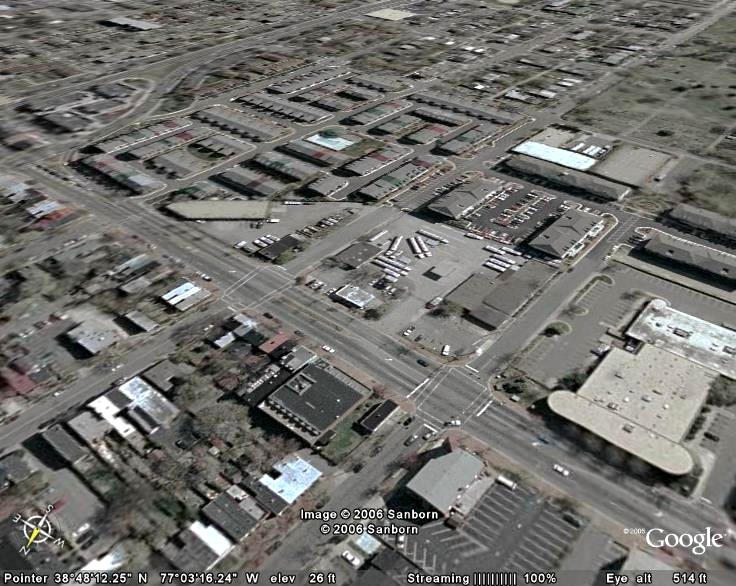 Image © 2006 Sanborn
© 2006 Sanborn
© 2005 Google
S
E
W
N
Pointer 38°48'12.25" N 77°03'16.24" W elev 26 ft Streaming |||||||||| 100% Eye alt 514 ft